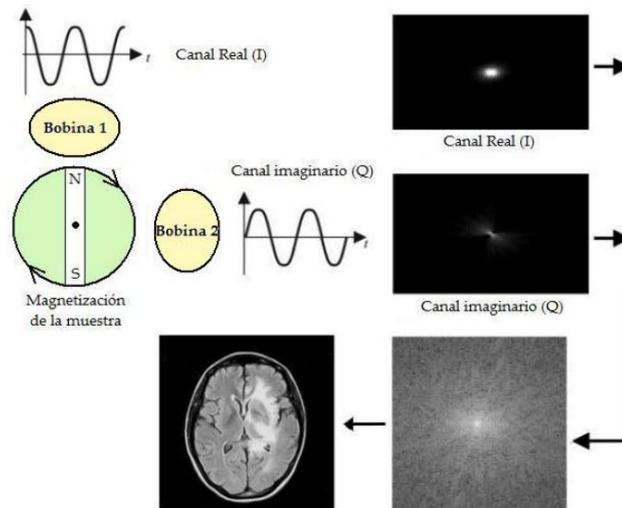 t
Canal Real (I)
Bobina 1
Canal Real (I)
N
Canal imaginario (Q)
Bobina 2
t
S
Magnetización
de la muestra
Canal imaginario (Q)